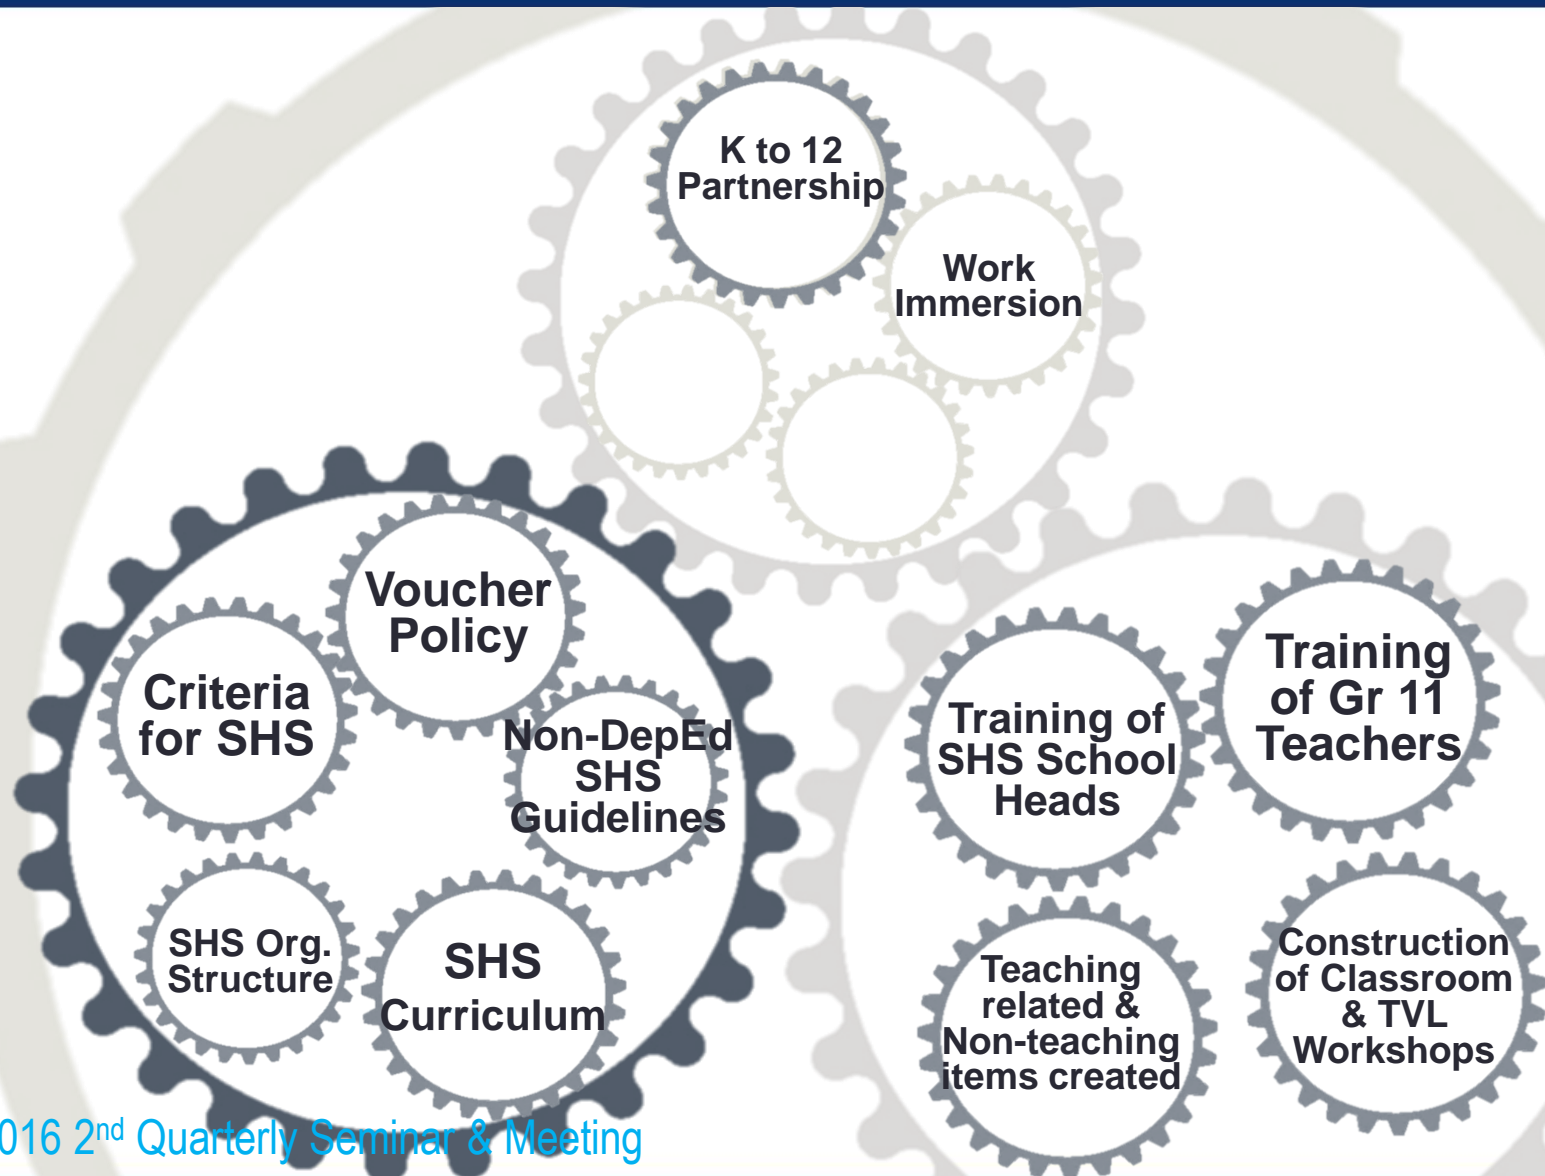 K to 12
Partnership
Work
Immersion
Voucher
Policy
Criteria
for SHS
Non-DepEd
SHS
Guidelines
SHS Org.
Structure
SHS
Curriculum
Training of
SHS School
Heads
Training
of Gr 11
Teachers
Teaching
related &
Non-teaching
items created
Construction
of Classroom
& TVL
Workshops
016 2nd Quarterly Seminar & Meeting